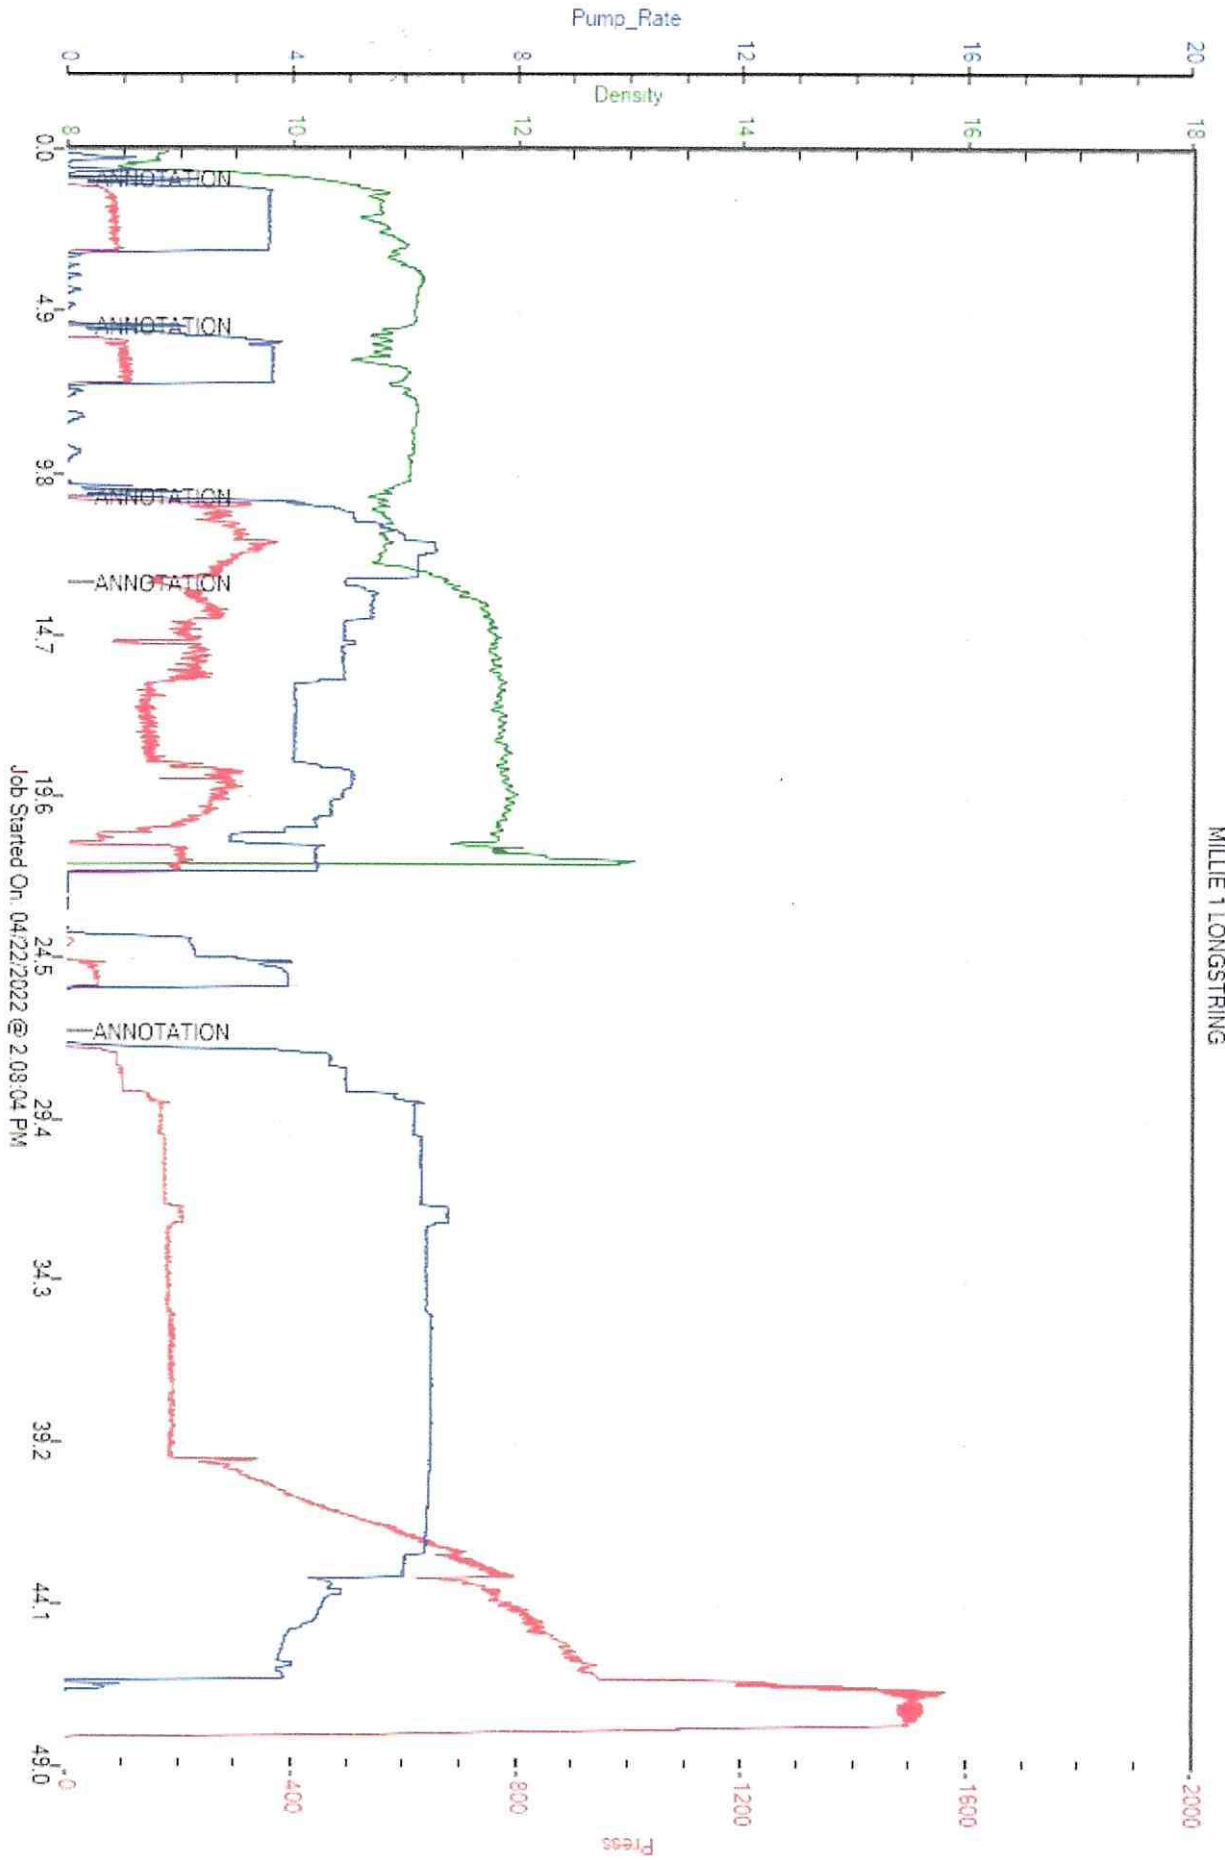 MILLIE 1 LONGSTRING
Pump_Rate
20
16
12
8
4
0
Density
18
16
14
12
10
8
Press
2000
1600
1200
800
400
0
ANNOTATION
ANNOTATION
ANNOTATION
ANNOTATION
ANNOTATION
0.0
4.9
9.8
14.7
19.6
24.5
29.4
34.3
39.2
44.1
49.0
Job Started On: 04/22/2022 @ 2:08:04 PM